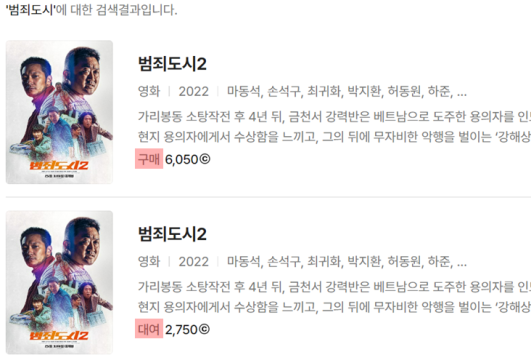 '범죄도시'에 대한 검색결과입니다.
범죄도시2
영화 | 2022 | 마동석, 손석구, 최귀화, 박지환, 허동원, 하준, ...
가리봉동 소탕작전 후 4년 뒤, 금천서 강력반은 베트남으로 도주한 용의자를 인도
현지 용의자에게서 수상함을 느끼고, 그의 뒤에 무자비한 악행을 벌이는 '강해상
구매 6,050ⓒ
범죄도시2
범죄도시2
영화 | 2022 | 마동석, 손석구, 최귀화, 박지환, 허동원, 하준, ...
가리봉동 소탕작전 후 4년 뒤, 금천서 강력반은 베트남으로 도주한 용의자를 인도
현지 용의자에게서 수상함을 느끼고, 그의 뒤에 무자비한 악행을 벌이는 '강해상
대여 2,750ⓒ
범죄도시2